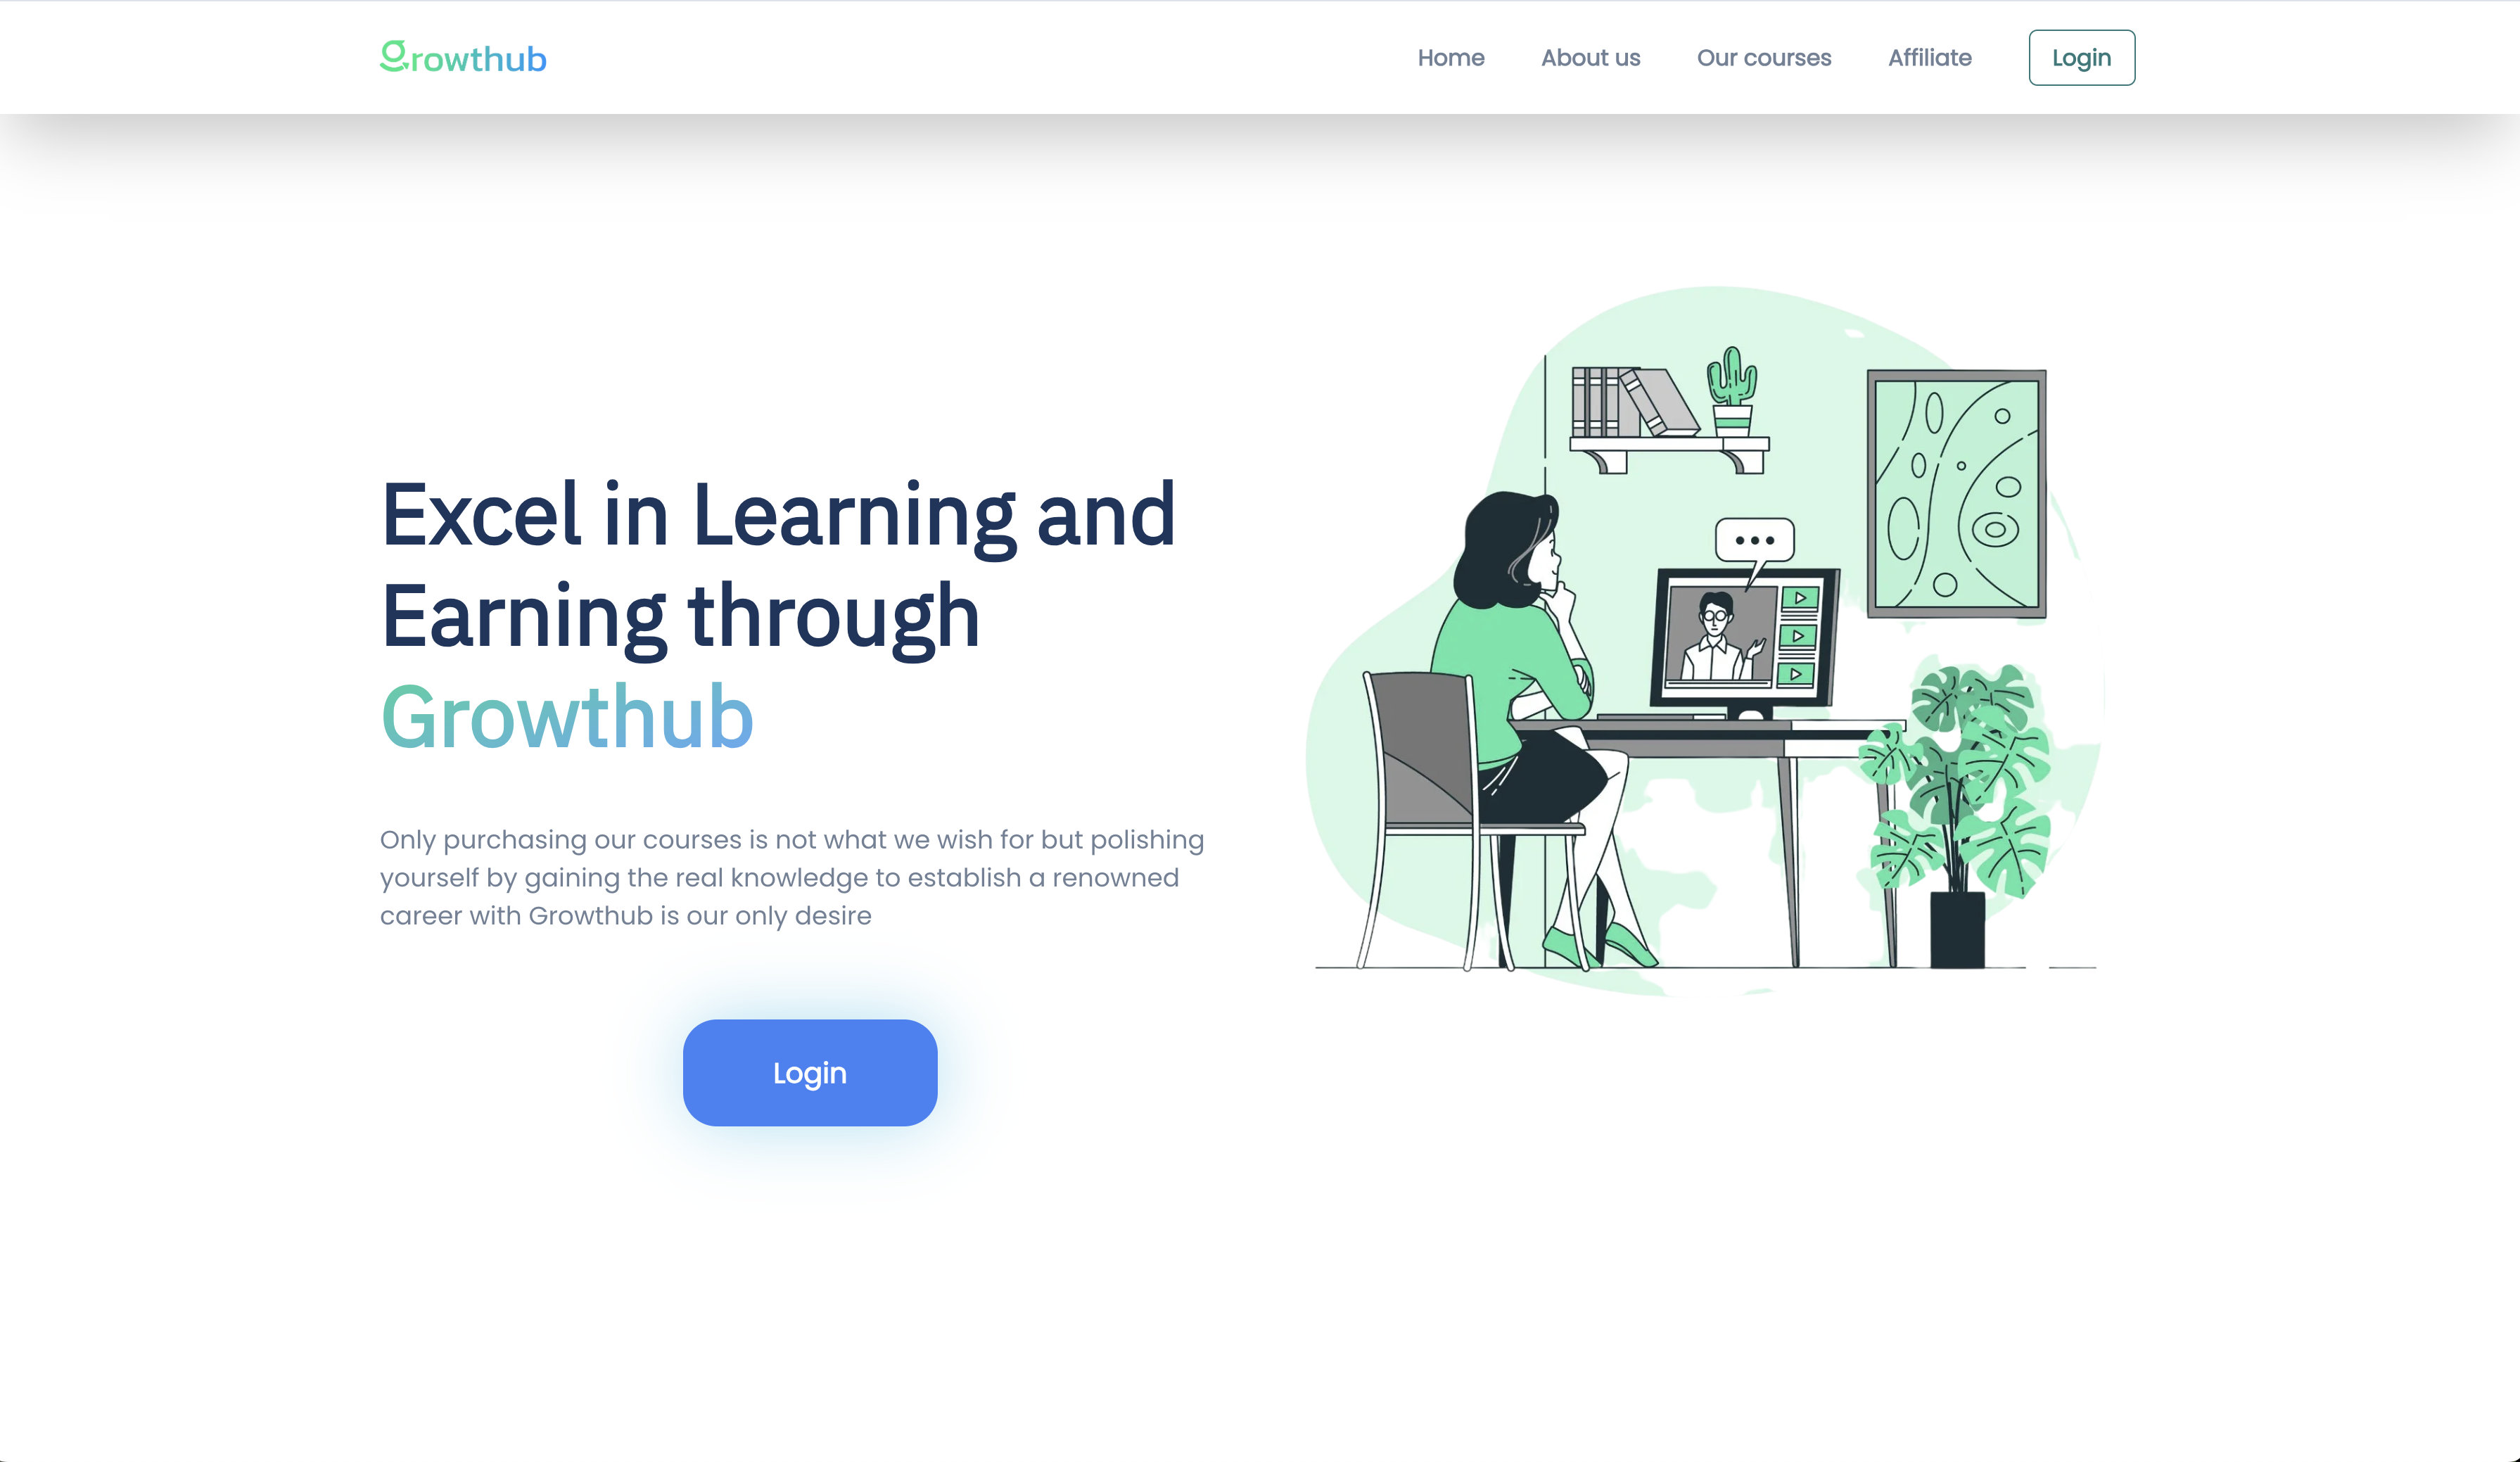 growthub
Home
About us
Our courses
Affiliate
Login
Excel in Learning and
Earning through
Growthub
Only purchasing our courses is not what we wish for but polishing
yourself by gaining the real knowledge to establish a renowned
career with Growthub is our only desire
Login